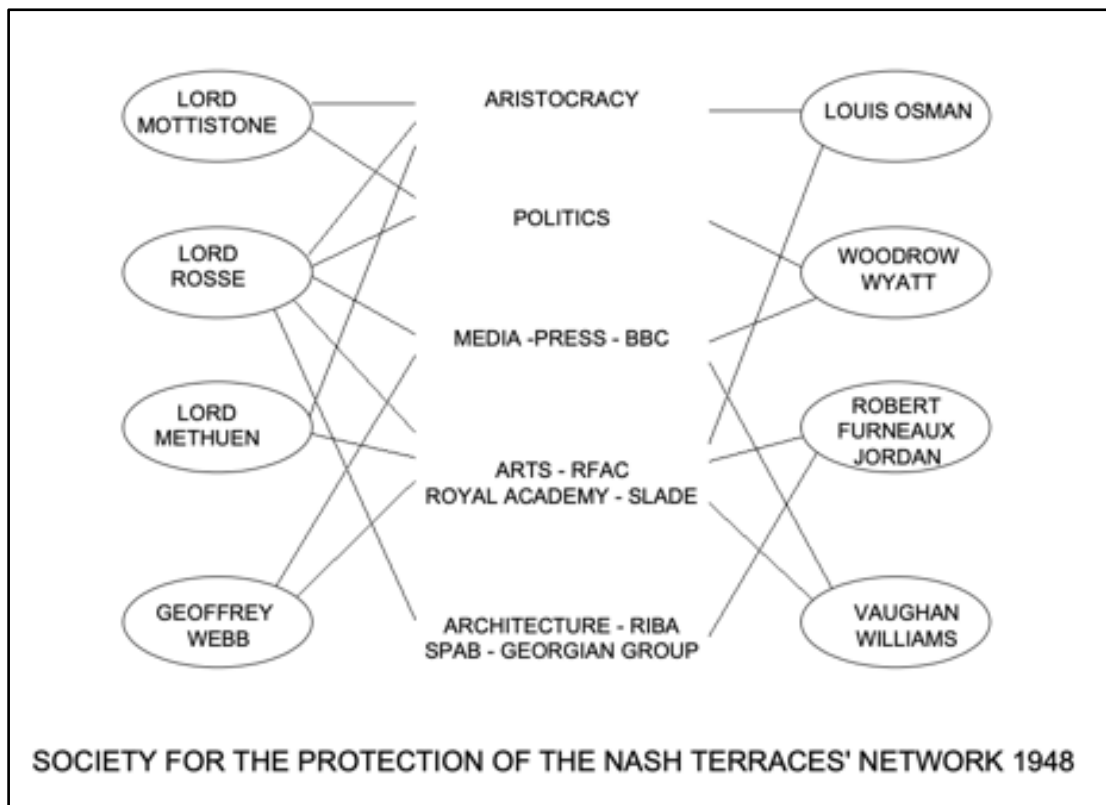 LORD
MOTTISTONE
ARISTOCRACY
LOUIS OSMAN
LORD
ROSSE
POLITICS
WOODROW
WYATT
MEDIA -PRESS - BBC
LORD
METHUEN
ROBERT
FURNEAUX
JORDAN
ARTS - RFAC
ROYAL ACADEMY - SLADE
GEOFFREY
WEBB
ARCHITECTURE - RIBA
SPAB - GEORGIAN GROUP
VAUGHAN
WILLIAMS
SOCIETY FOR THE PROTECTION OF THE NASH TERRACES' NETWORK 1948